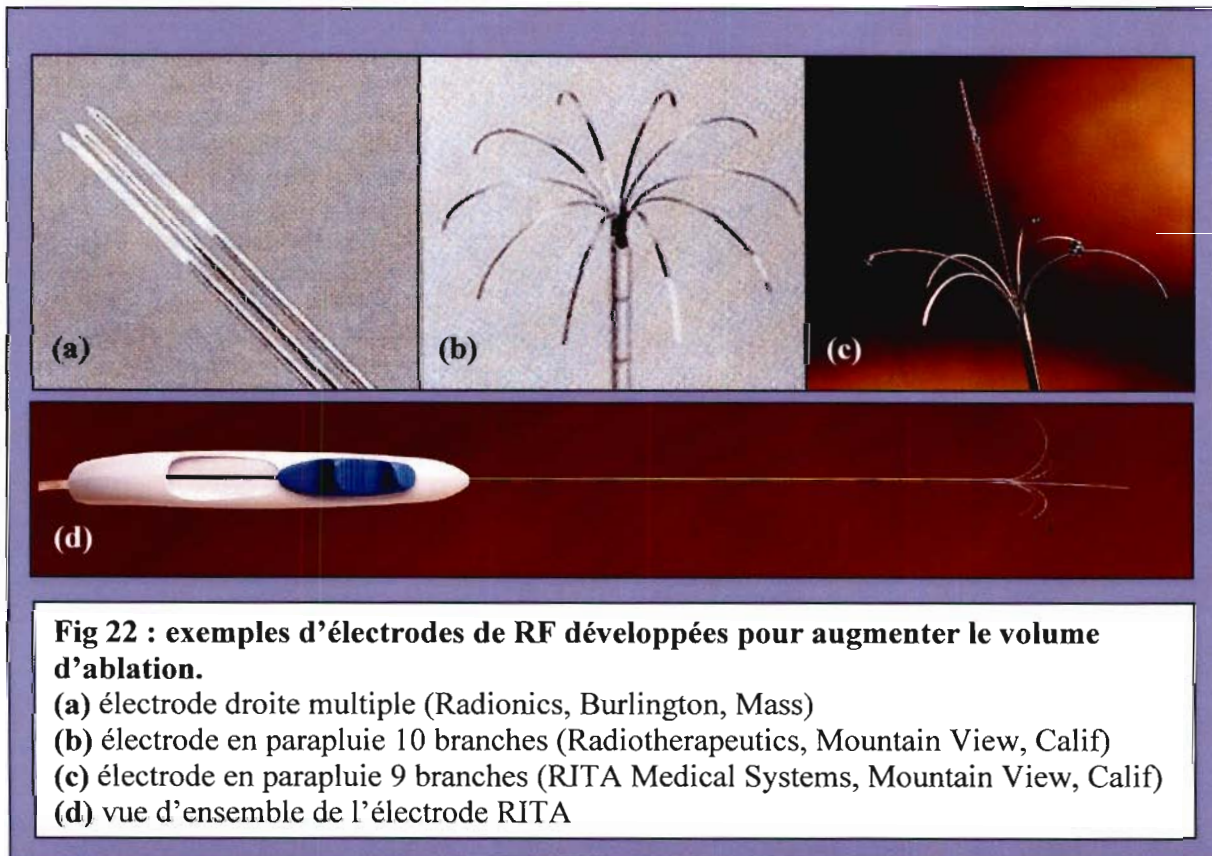 (a)
(b)
(c)
(d)
Fig 22 : exemples d'électrodes de RF développées pour augmenter le volume
d'ablation.
(a) électrode droite multiple (Radionics, Burlington, Mass)
(b) électrode en parapluie 10 branches (Radiotherapeutics, Mountain View, Calif)
(c) électrode en parapluie 9 branches (RITA Medical Systems, Mountain View, Calif)
(d) vue d'ensemble de l'électrode RITA